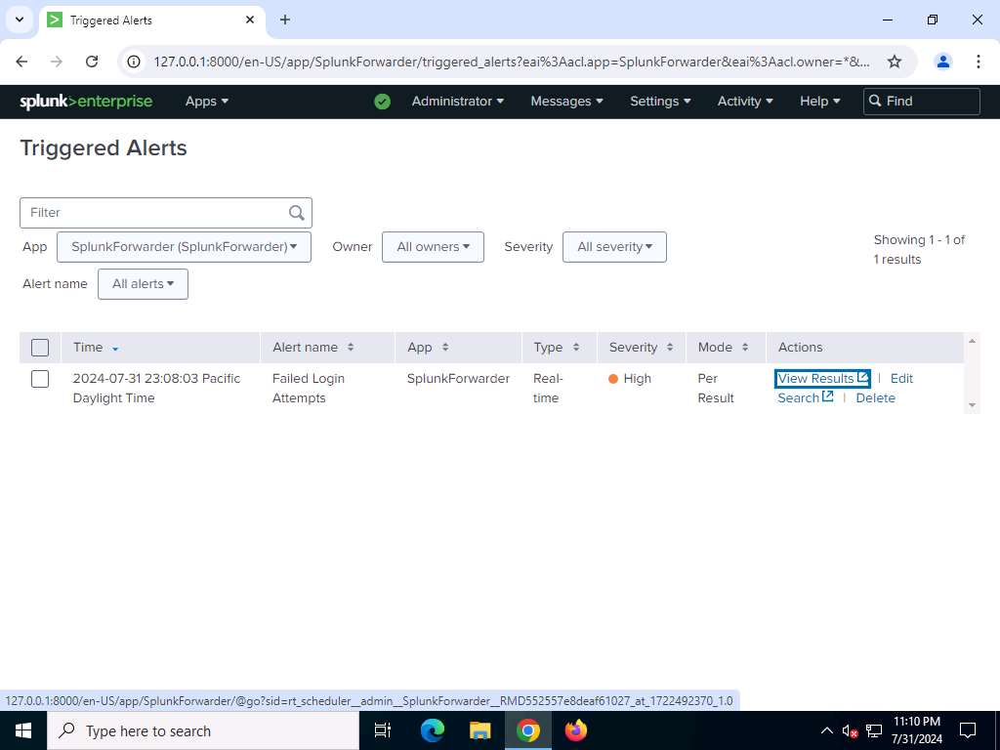 Triggered Alerts
127.0.0.1:8000/en-US/app/SplunkForwarder/triggered_alerts?eai%3Aacl.app=SplunkForwarder&eai%3Aacl.owner=*&...
splunk>enterprise Apps Administrator Messages Settings Activity Help Find
Triggered Alerts
Filter
App SplunkForwarder (SplunkForwarder) Owner All owners Severity All severity
Showing 1 - 1 of
1 results
Alert name All alerts
Time Alert name App Type Severity Mode Actions
2024-07-31 23:08:03 Pacific Failed Login SplunkForwarder Real- High Per View Results | Edit
Daylight Time Attempts time Result Search | Delete
127.0.0.1:8000/en-US/app/SplunkForwarder/@go?sid=rt_scheduler__admin__SplunkForwarder__RMD552557e8deaf61027_at_1722492370_1.0
Type here to search
11:10 PM
7/31/2024